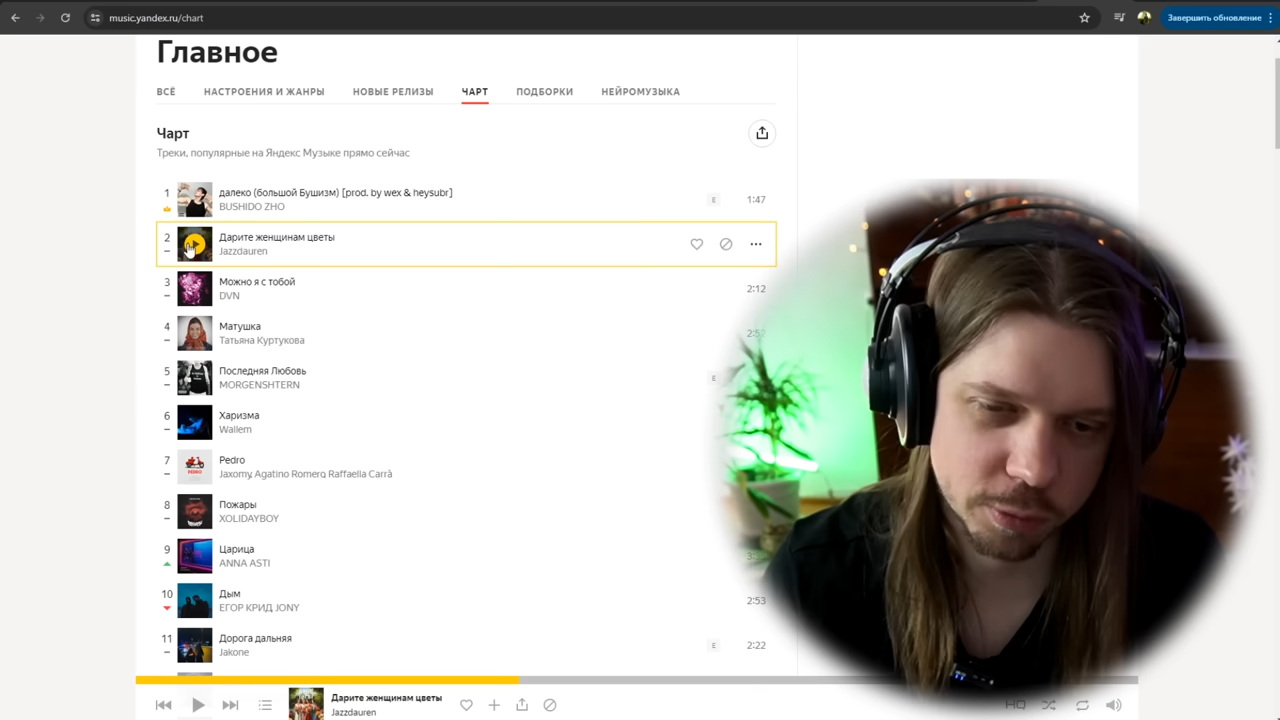 music.yandex.ru/chart
Завершить обновление
Главное
ВСЁ НАСТРОЕНИЯ И ЖАНРЫ НОВЫЕ РЕЛИЗЫ ЧАРТ ПОДБОРКИ НЕЙРОМУЗЫКА
Чарт
Треки, популярные на Яндекс Музыке прямо сейчас
1 далеко (большой Бушизм) [prod. by wex & heysubr]
BUSHIDO ZHO E 1:47
2 Дарите женщинам цветы
Jazzdauren
3 Можно я с тобой
DVN 2:12
4 Матушка
Татьяна Куртукова
5 Последняя Любовь
MORGENSHTERN E
6 Харизма
Wallem
7 Pedro
Jaxomy, Agatino Romero, Raffaella Carrà
8 Пожары
XOLIDAYBOY
9 Царица
ANNA ASTI
10 Дым
ЕГОР КРИД, JONY 2:53
11 Дорога дальняя
Jakone E 2:22
Дарите женщинам цветы
Jazzdauren
HQ